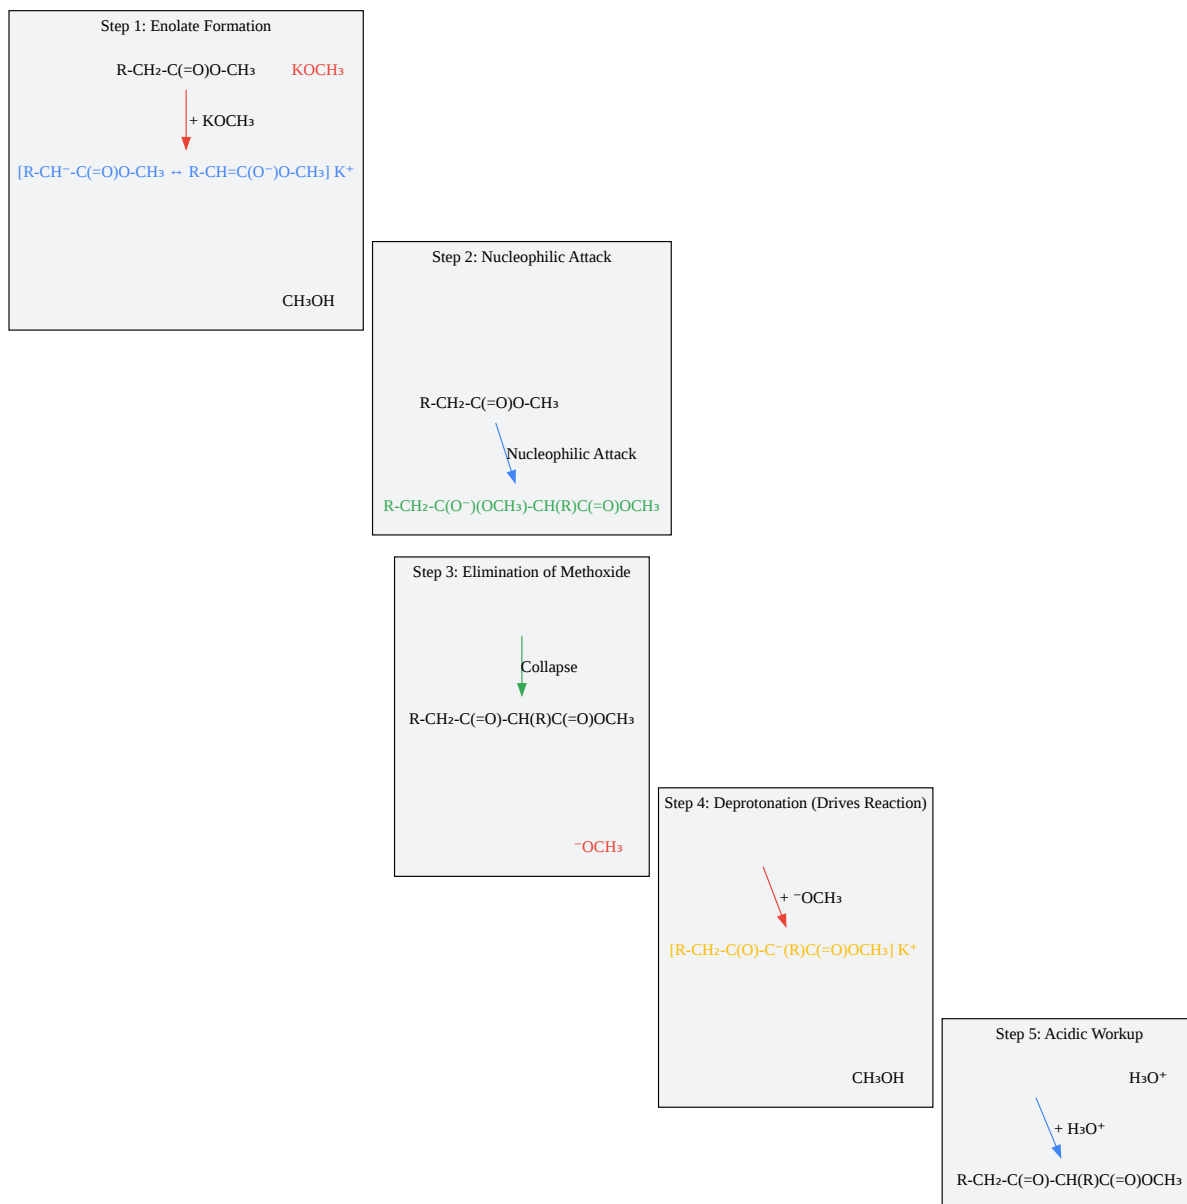 Step 1: Enolate Formation
R-CH₂-C(=O)O-CH₃ KOCH₃
+ KOCH₃
[R-CH⁻-C(=O)O-CH₃ ↔ R-CH=C(O⁻)O-CH₃] K⁺
CH₃OH
Step 2: Nucleophilic Attack
R-CH₂-C(=O)O-CH₃
Nucleophilic Attack
R-CH₂-C(O⁻)(OCH₃)-CH(R)C(=O)OCH₃
Step 3: Elimination of Methoxide
Collapse
R-CH₂-C(=O)-CH(R)C(=O)OCH₃
⁻OCH₃
Step 4: Deprotonation (Drives Reaction)
+ ⁻OCH₃
[R-CH₂-C(O)-C⁻(R)C(=O)OCH₃] K⁺
CH₃OH
Step 5: Acidic Workup
H₃O⁺
+ H₃O⁺
R-CH₂-C(=O)-CH(R)C(=O)OCH₃